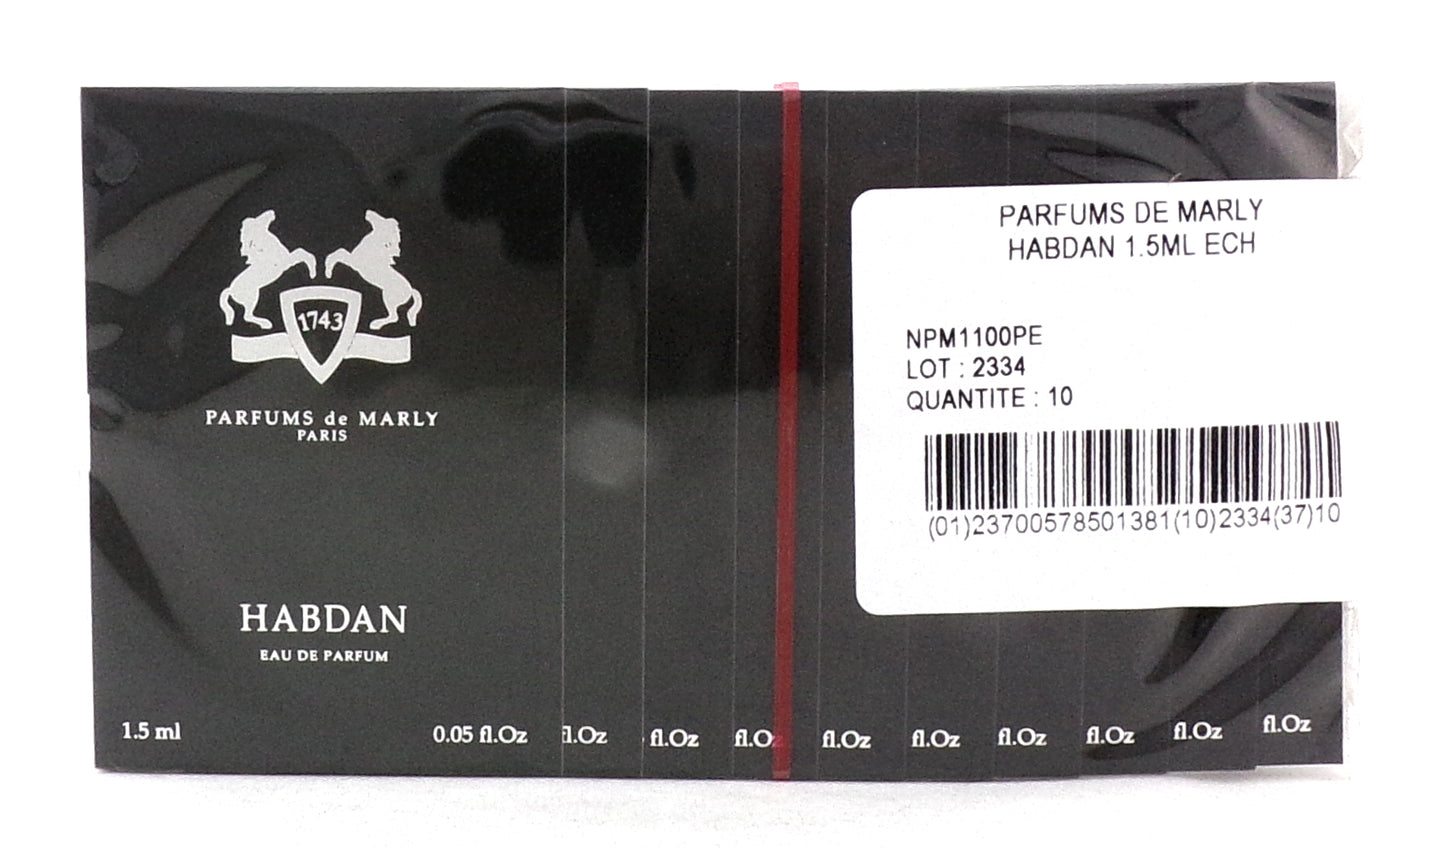 1743
PARFUMS de MARLY
PARIS
HABDAN
EAU DE PARFUM
1.5 ml
0.05 fl.Oz fl.Oz fl.Oz fl.Oz fl.Oz fl.Oz fl.Oz fl.Oz fl.Oz fl.Oz
PARFUMS DE MARLY
HABDAN 1.5ML ECH
NPM1100PE
LOT : 2334
QUANTITE : 10
(01)23700578501381(10)2334(37)10